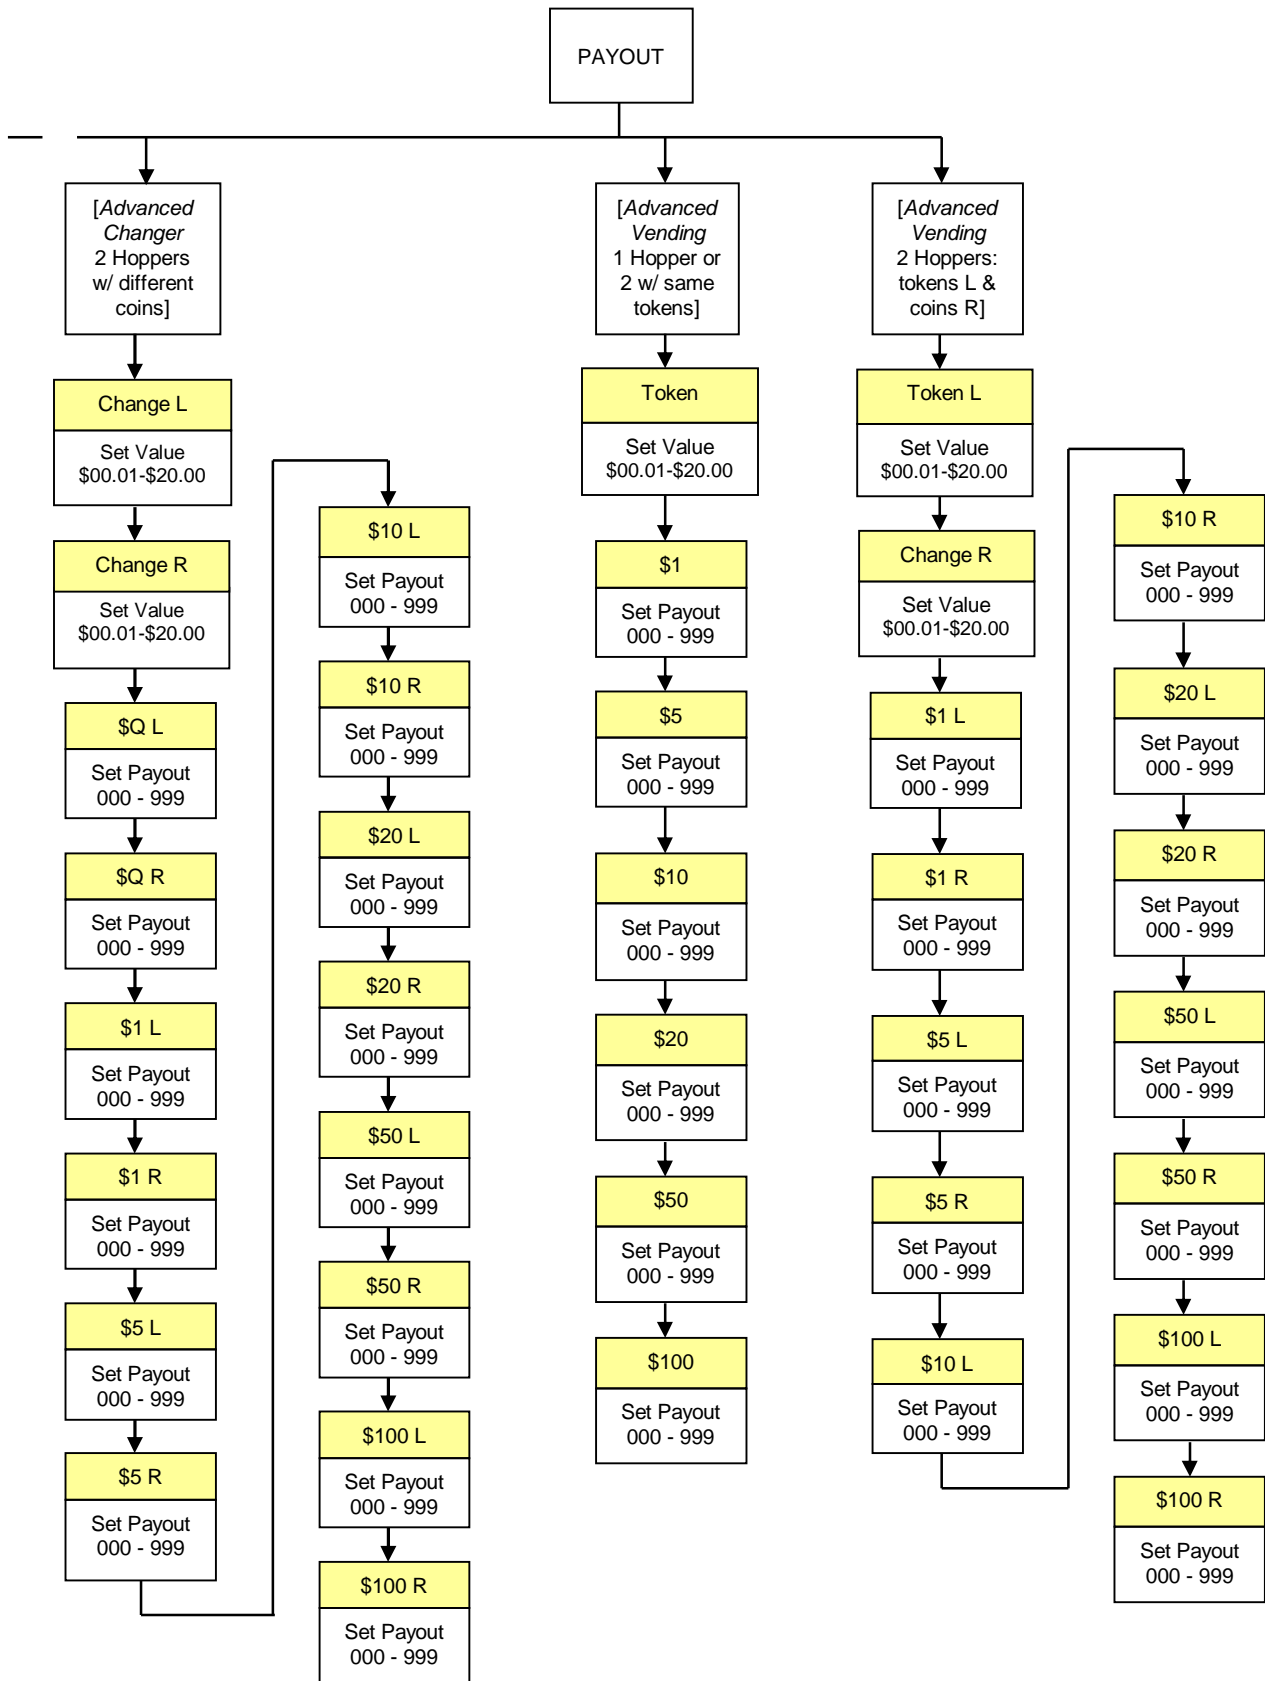 PAYOUT
[Advanced
Changer
2 Hoppers
w/ different
coins]
Change L
Set Value
$00.01-$20.00
Change R
Set Value
$00.01-$20.00
$Q L
Set Payout
000 - 999
$Q R
Set Payout
000 - 999
$1 L
Set Payout
000 - 999
$1 R
Set Payout
000 - 999
$5 L
Set Payout
000 - 999
$5 R
Set Payout
000 - 999
$10 L
Set Payout
000 - 999
$10 R
Set Payout
000 - 999
$20 L
Set Payout
000 - 999
$20 R
Set Payout
000 - 999
$50 L
Set Payout
000 - 999
$50 R
Set Payout
000 - 999
$100 L
Set Payout
000 - 999
$100 R
Set Payout
000 - 999
[Advanced
Vending
1 Hopper or
2 w/ same
tokens]
Token
Set Value
$00.01-$20.00
$1
Set Payout
000 - 999
$5
Set Payout
000 - 999
$10
Set Payout
000 - 999
$20
Set Payout
000 - 999
$50
Set Payout
000 - 999
$100
Set Payout
000 - 999
[Advanced
Vending
2 Hoppers:
tokens L &
coins R]
Token L
Set Value
$00.01-$20.00
Change R
Set Value
$00.01-$20.00
$1 L
Set Payout
000 - 999
$1 R
Set Payout
000 - 999
$5 L
Set Payout
000 - 999
$5 R
Set Payout
000 - 999
$10 L
Set Payout
000 - 999
$10 R
Set Payout
000 - 999
$20 L
Set Payout
000 - 999
$20 R
Set Payout
000 - 999
$50 L
Set Payout
000 - 999
$50 R
Set Payout
000 - 999
$100 L
Set Payout
000 - 999
$100 R
Set Payout
000 - 999